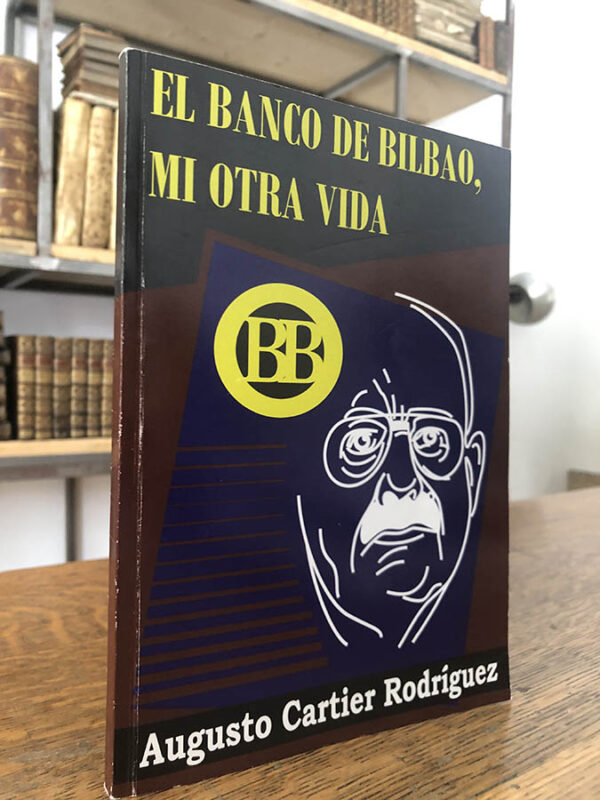 EL BANCO DE BILBAO,
MI OTRA VIDA
BB
Augusto Cartier Rodríguez